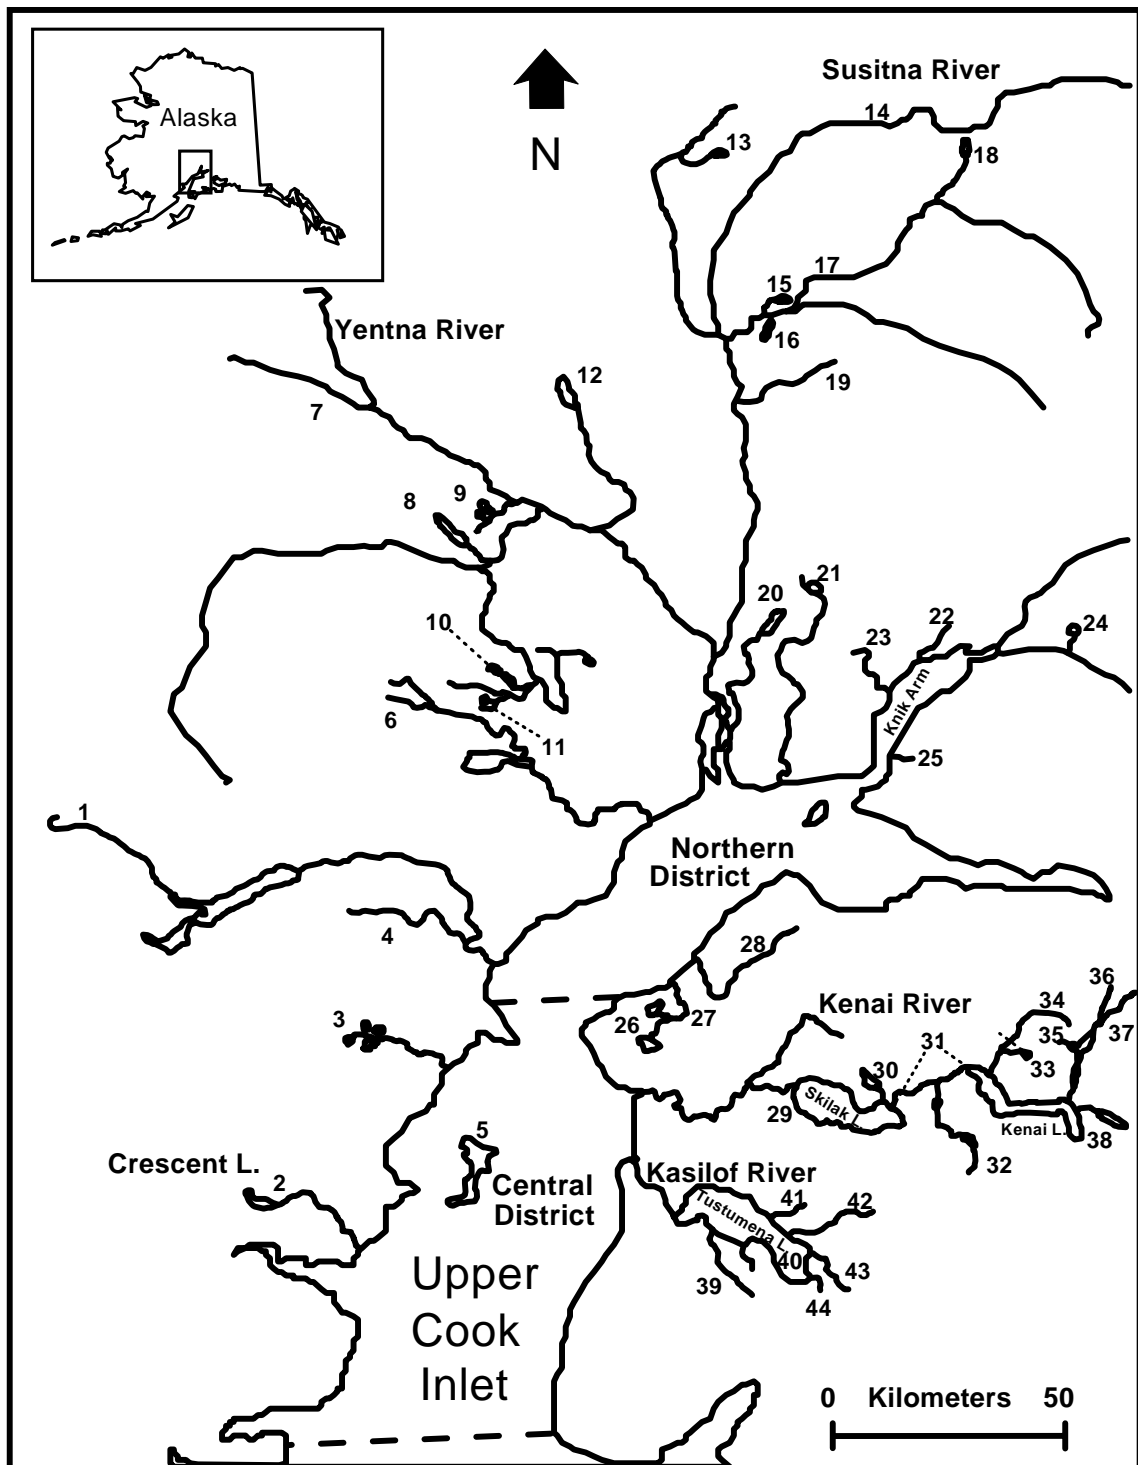 Susitna River
14
Alaska
13
N
18
17
15
16
Yentna River
12
19
7
9
8
21
20
10
22
24
23
Knik Arm
6
11
25
1
Northern
District
4
28
36
Kenai River
34
3
26
27
31
35
37
33
30
29
Skilak L.
Kenai L.
38
5
32
Crescent L.
Kasilof River
2
Central
District
Tustumena L.
41
42
40
43
39
44
Upper
Cook
Inlet
0 Kilometers 50